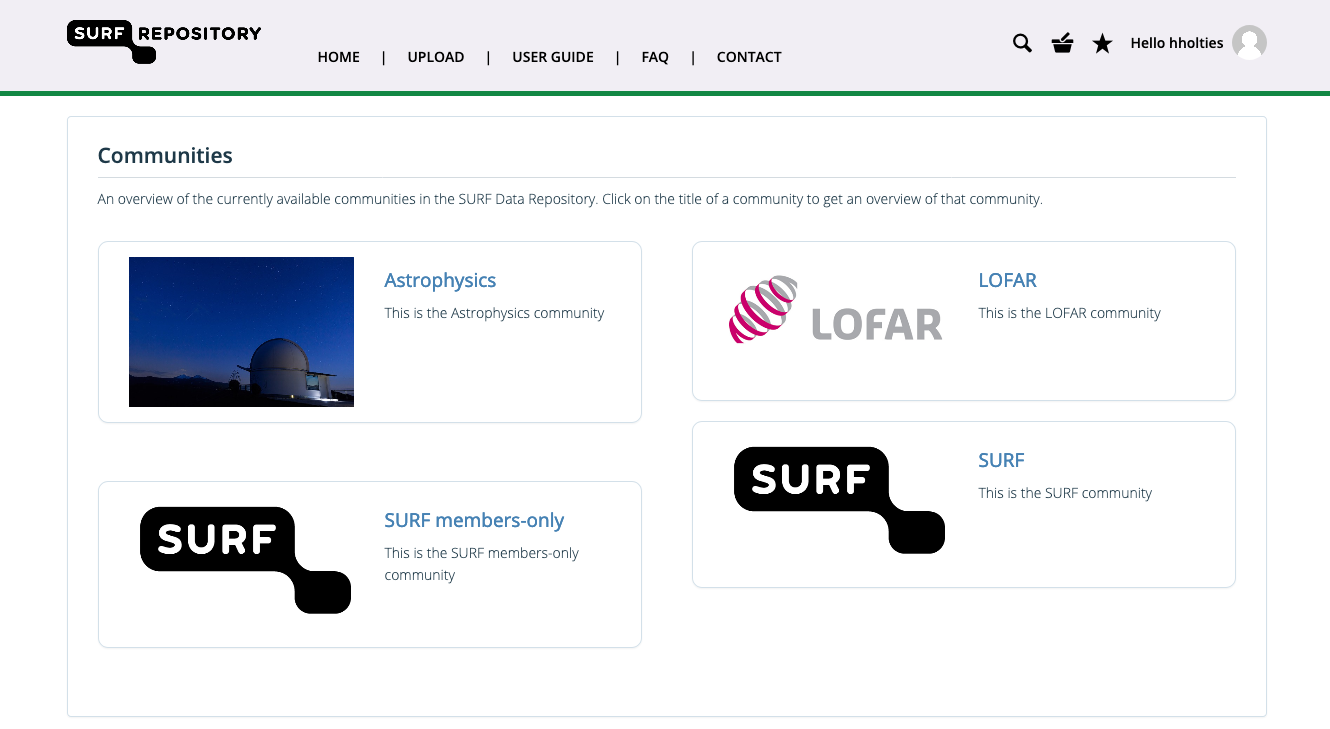 SURF REPOSITORY
HOME | UPLOAD | USER GUIDE | FAQ | CONTACT
Hello hholties
Communities
An overview of the currently available communities in the SURF Data Repository. Click on the title of a community to get an overview of that community.
Astrophysics
This is the Astrophysics community
LOFAR
LOFAR
This is the LOFAR community
SURF
SURF members-only
This is the SURF members-only
community
SURF
SURF
This is the SURF community